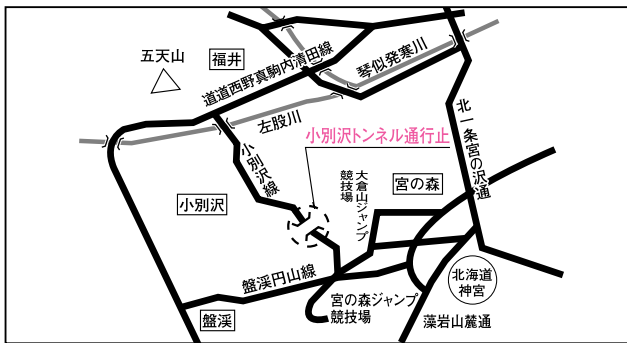 五天山
福井
道道西野真駒内清田線
琴似発寒川
左股川
小別沢トンネル通行止
北一条宮の沢通
小別沢線
大倉山ジャンプ
競技場
宮の森
小別沢
盤渓円山線
北海道
神宮
宮の森ジャンプ
競技場
盤渓
藻岩山麓通